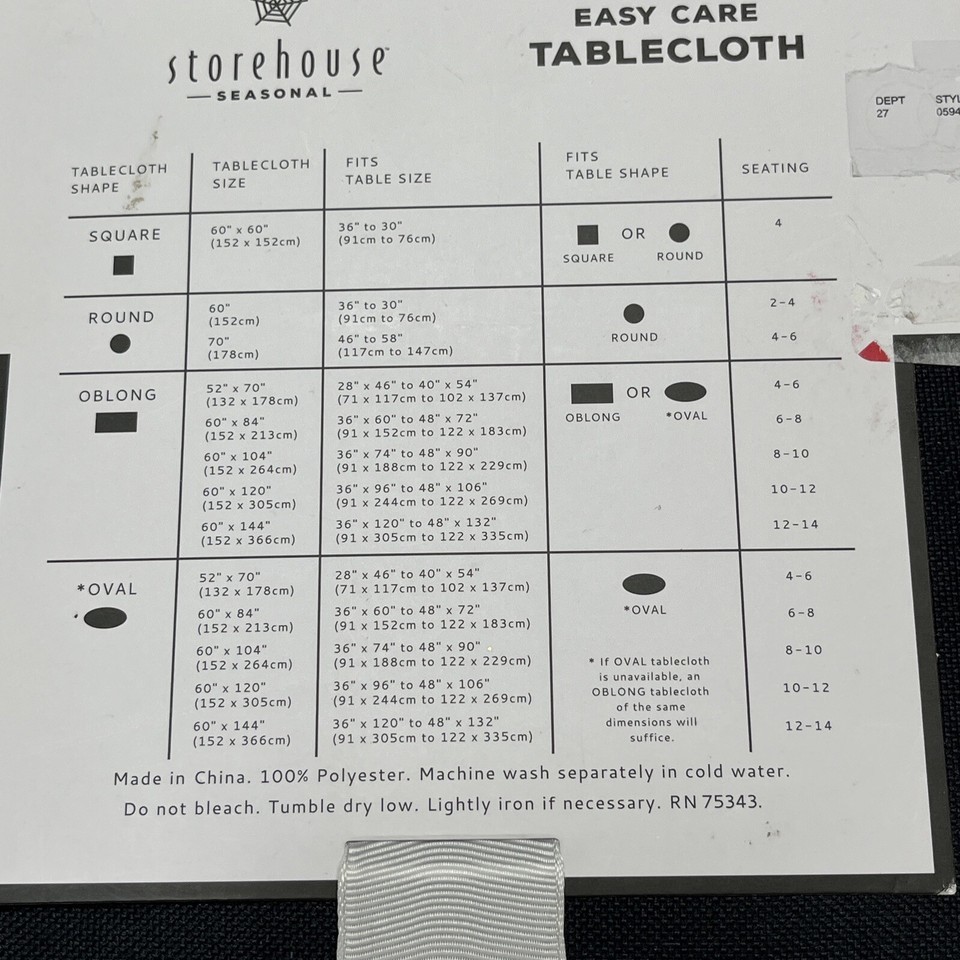 storehouse™
SEASONAL
EASY CARE
TABLECLOTH
DEPT
27
TABLECLOTH SHAPE
TABLECLOTH SIZE
FITS TABLE SIZE
FITS TABLE SHAPE
SEATING
SQUARE
60" x 60"
(152 x 152cm)
36" to 30"
(91cm to 76cm)
OR
SQUARE
ROUND
4
ROUND
60"
(152cm)
36" to 30"
(91cm to 76cm)
2-4
70"
(178cm)
46" to 58"
(117cm to 147cm)
4-6
ROUND
OBLONG
52" x 70"
(132 x 178cm)
28" x 46" to 40" x 54"
(71 x 117cm to 102 x 137cm)
4-6
60" x 84"
(152 x 213cm)
36" x 60" to 48" x 72"
(91 x 152cm to 122 x 183cm)
6-8
60" x 104"
(152 x 264cm)
36" x 74" to 48" x 90"
(91 x 188cm to 122 x 229cm)
8-10
60" x 120"
(152 x 305cm)
36" x 96" to 48" x 106"
(91 x 244cm to 122 x 269cm)
10-12
60" x 144"
(152 x 366cm)
36" x 120" to 48" x 132"
(91 x 305cm to 122 x 335cm)
12-14
OR
OBLONG
*OVAL
*OVAL
52" x 70"
(132 x 178cm)
28" x 46" to 40" x 54"
(71 x 117cm to 102 x 137cm)
4-6
60" x 84"
(152 x 213cm)
36" x 60" to 48" x 72"
(91 x 152cm to 122 x 183cm)
6-8
60" x 104"
(152 x 264cm)
36" x 74" to 48" x 90"
(91 x 188cm to 122 x 229cm)
8-10
60" x 120"
(152 x 305cm)
36" x 96" to 48" x 106"
(91 x 244cm to 122 x 269cm)
10-12
60" x 144"
(152 x 366cm)
36" x 120" to 48" x 132"
(91 x 305cm to 122 x 335cm)
12-14
*OVAL
* If OVAL tablecloth
is unavailable, an
OBLONG tablecloth
of the same
dimensions will
suffice.
Made in China. 100% Polyester. Machine wash separately in cold water.
Do not bleach. Tumble dry low. Lightly iron if necessary. RN 75343.